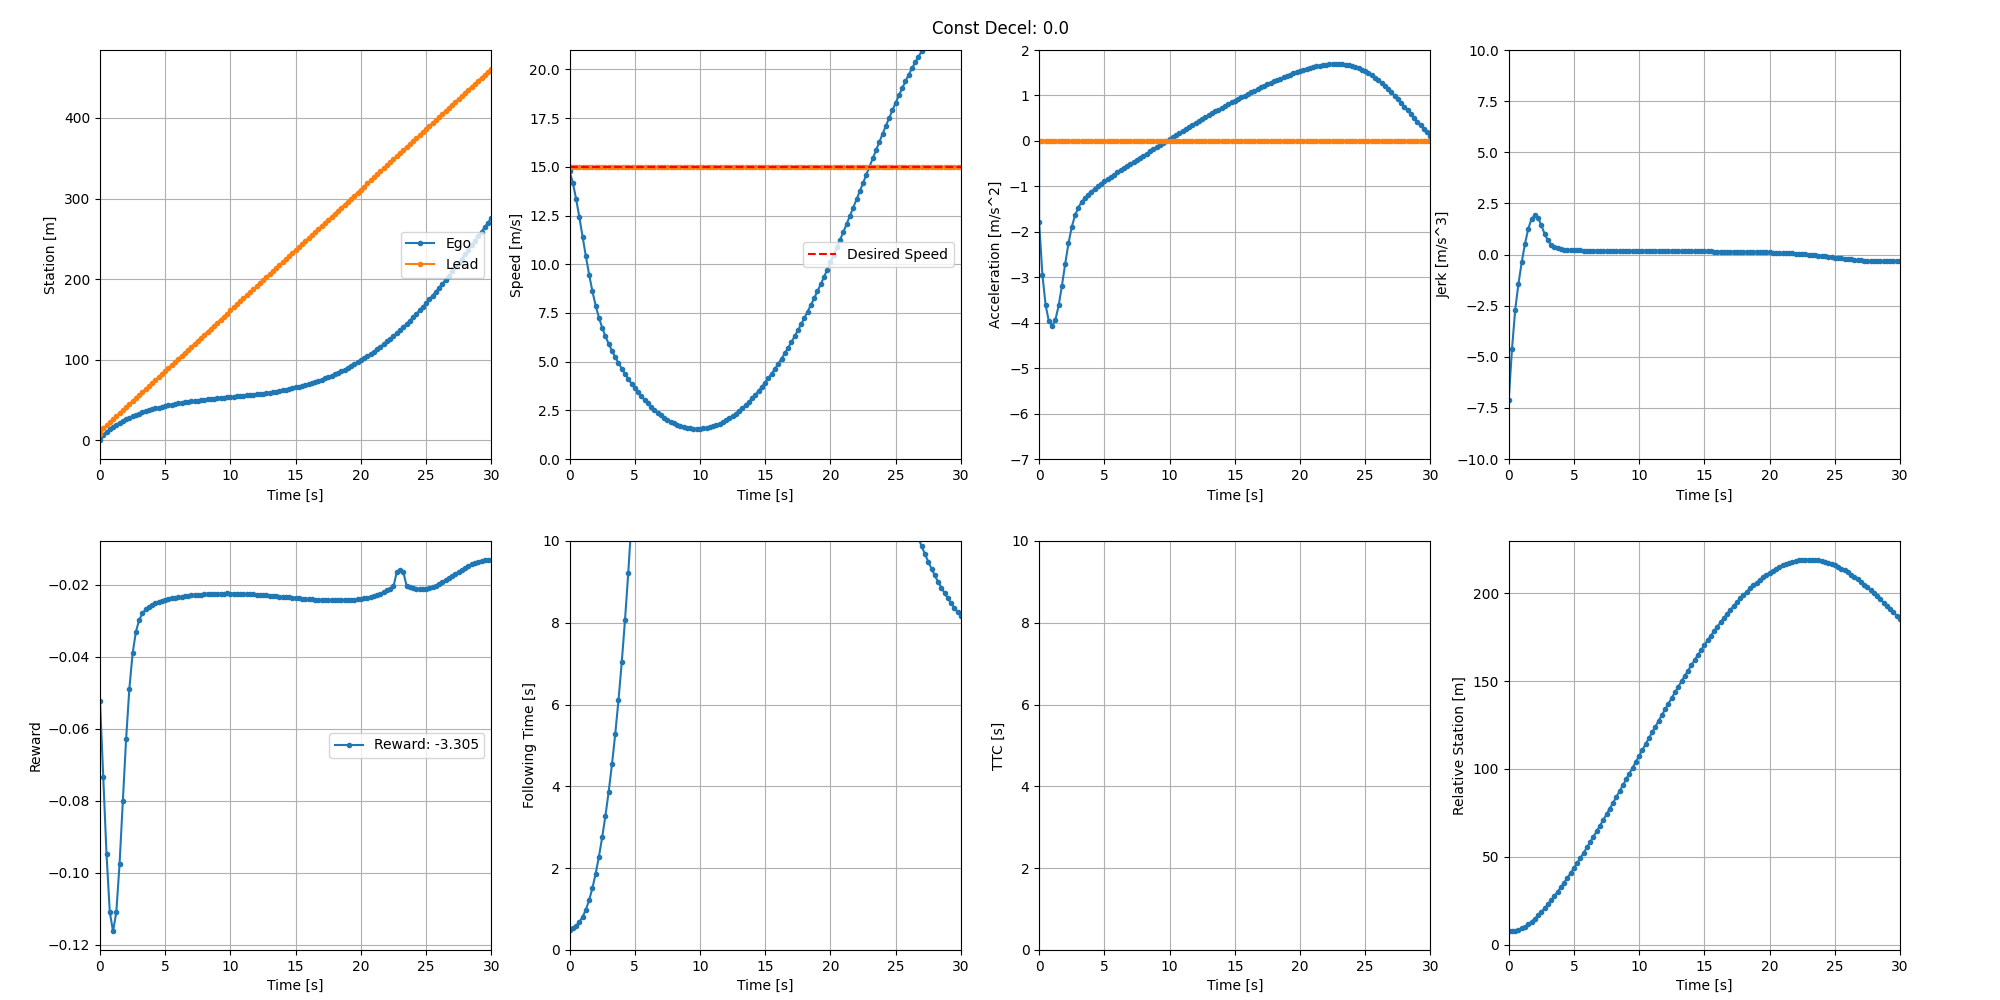 Const Decel: 0.0
400
300
200
100
0
Station [m]
Ego
Lead
0 5 10 15 20 25 30
Time [s]
20.0
17.5
15.0
12.5
10.0
7.5
5.0
2.5
0.0
Speed [m/s]
Desired Speed
0 5 10 15 20 25 30
Time [s]
2
1
0
−1
−2
−3
−4
−5
−6
−7
Acceleration [m/s^2]
0 5 10 15 20 25 30
Time [s]
10.0
7.5
5.0
2.5
0.0
−2.5
−5.0
−7.5
−10.0
Jerk [m/s^3]
0 5 10 15 20 25 30
Time [s]
−0.02
−0.04
−0.06
−0.08
−0.10
−0.12
Reward
Reward: -3.305
0 5 10 15 20 25 30
Time [s]
10
8
6
4
2
0
Following Time [s]
0 5 10 15 20 25 30
Time [s]
10
8
6
4
2
0
TTC [s]
0 5 10 15 20 25 30
Time [s]
200
150
100
50
0
Relative Station [m]
0 5 10 15 20 25 30
Time [s]